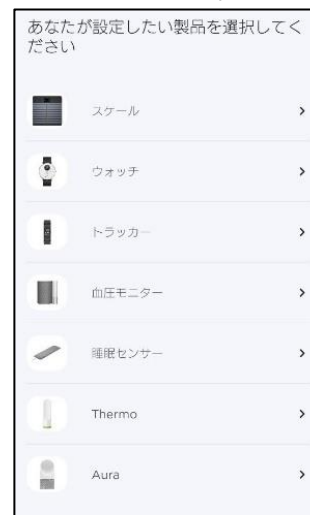 あなたが設定したい製品を選択してく
ださい
スケール
ウォッチ
トラッカー
血圧モニター
睡眠センサー
Thermo
Aura